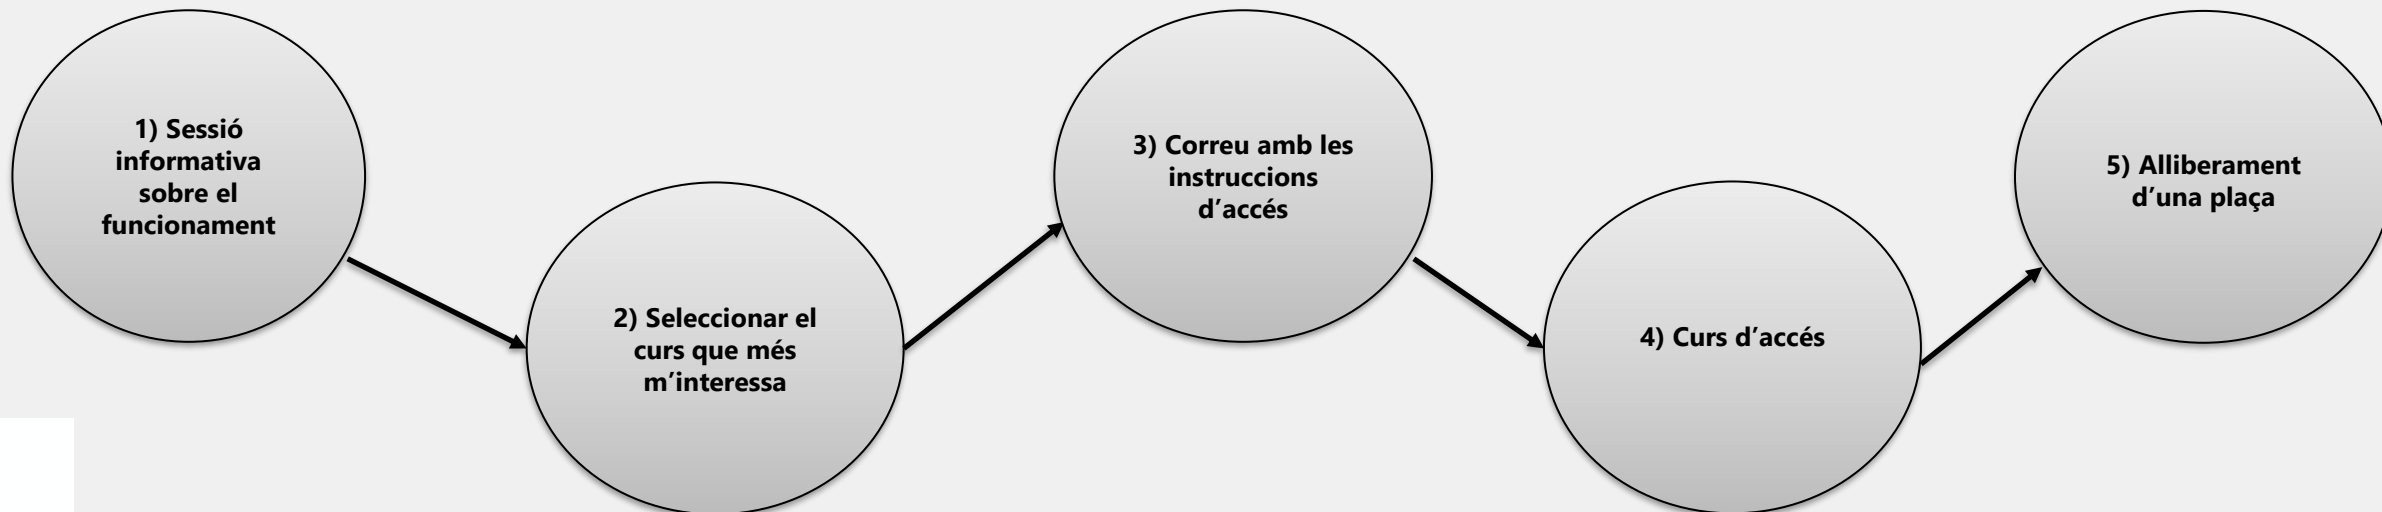 1) Sessió
informativa
sobre el
funcionament
2) Seleccionar el
curs que més
m’interessa
3) Correu amb les
instruccions
d’accés
4) Curs d’accés
5) Alliberament
d’una plaça